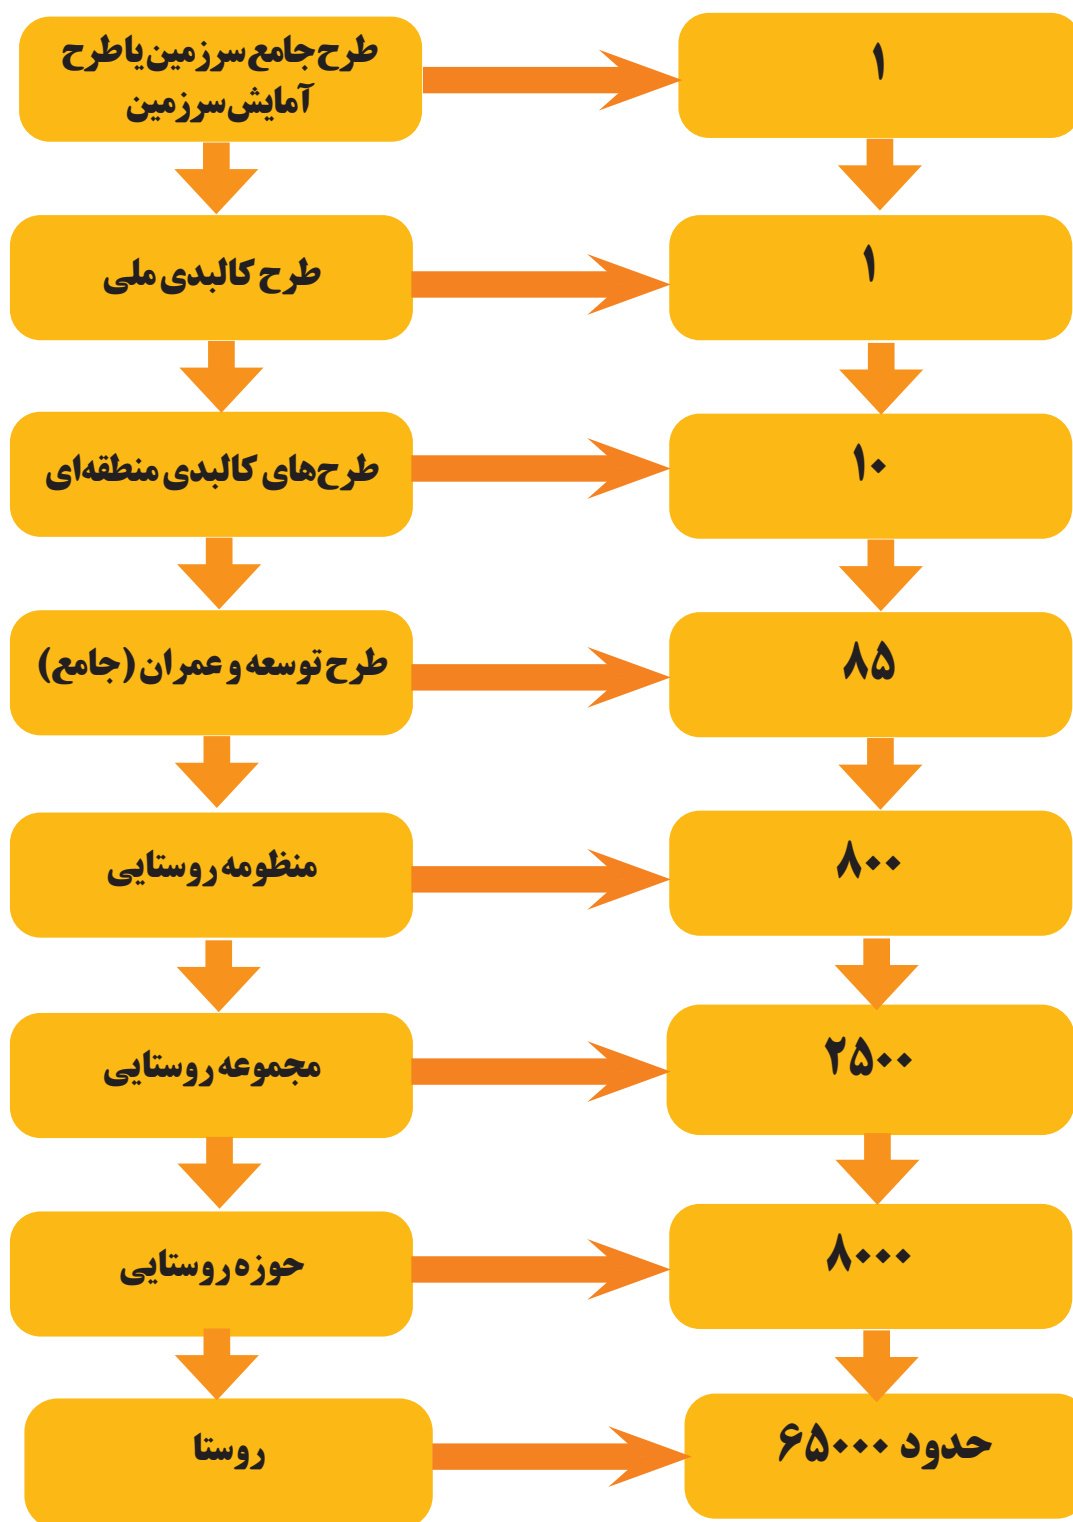 طرح جامع سرزمین یا طرح
آمایش سرزمین
۱
طرح کالبدی ملی
۱
طرح‌های کالبدی منطقه‌ای
۱۰
طرح توسعه و عمران (جامع)
۸۵
منظومه روستایی
۸۰۰
مجموعه روستایی
۲۵۰۰
حوزه روستایی
۸۰۰۰
روستا
حدود ۶۵۰۰۰